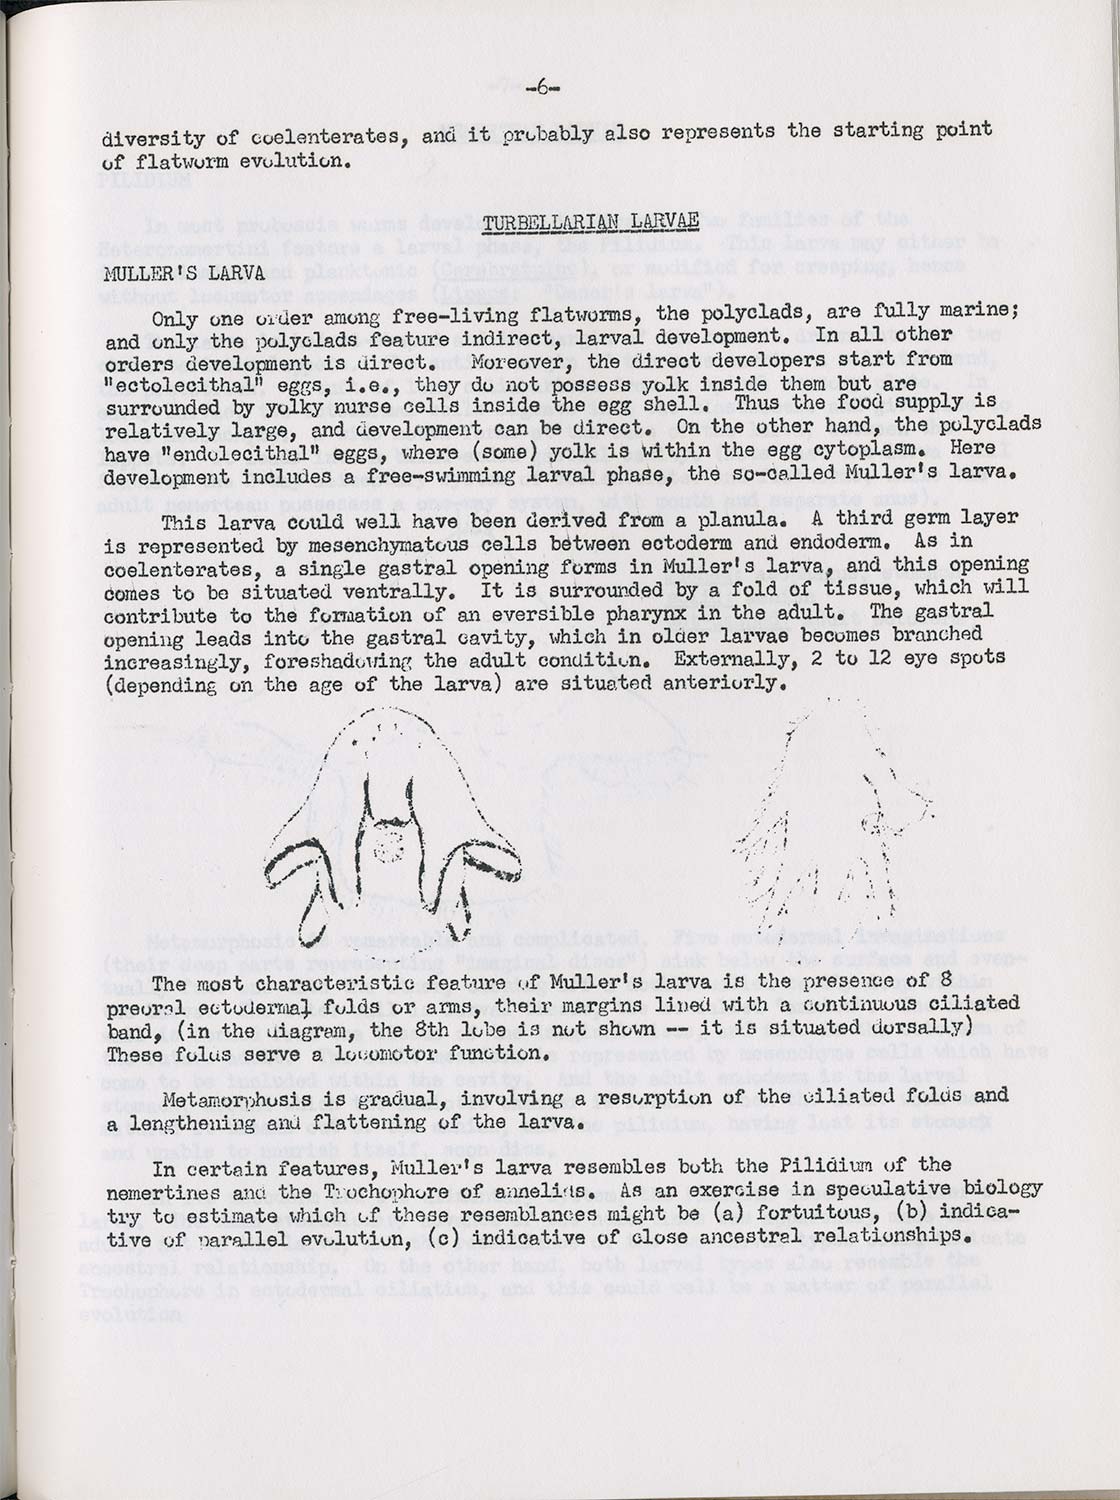 -6-
diversity of coelenterates, and it probably also represents the starting point
of flatworm evolution.
TURBELLARIAN LARVAE
MULLER'S LARVA
Only one order among free-living flatworms, the polyclads, are fully marine;
and only the polyclads feature indirect, larval development. In all other
orders development is direct. Moreover, the direct developers start from
"ectolecithal" eggs, i.e., they do not possess yolk inside them but are
surrounded by yolky nurse cells inside the egg shell. Thus the food supply is
relatively large, and development can be direct. On the other hand, the polyclads
have "endolecithal" eggs, where (some) yolk is within the egg cytoplasm. Here
development includes a free-swimming larval phase, the so-called Muller's larva.
This larva could well have been derived from a planula. A third germ layer
is represented by mesenchymatous cells between ectoderm and endoderm. As in
coelenterates, a single gastral opening forms in Muller's larva, and this opening
comes to be situated ventrally. It is surrounded by a fold of tissue, which will
contribute to the formation of an eversible pharynx in the adult. The gastral
opening leads into the gastral cavity, which in older larvae becomes branched
increasingly, foreshadowing the adult condition. Externally, 2 to 12 eye spots
(depending on the age of the larva) are situated anteriorly.
The most characteristic feature of Muller's larva is the presence of 8
preoral ectodermal folds or arms, their margins lined with a continuous ciliated
band, (in the diagram, the 8th lobe is not shown -- it is situated dorsally)
These folds serve a locomotor function.
Metamorphosis is gradual, involving a resorption of the ciliated folds and
a lengthening and flattening of the larva.
In certain features, Muller's larva resembles both the Pilidium of the
nemertines and the Trochophore of annelids. As an exercise in speculative biology
try to estimate which of these resemblances might be (a) fortuitous, (b) indica-
tive of parallel evolution, (c) indicative of close ancestral relationships.